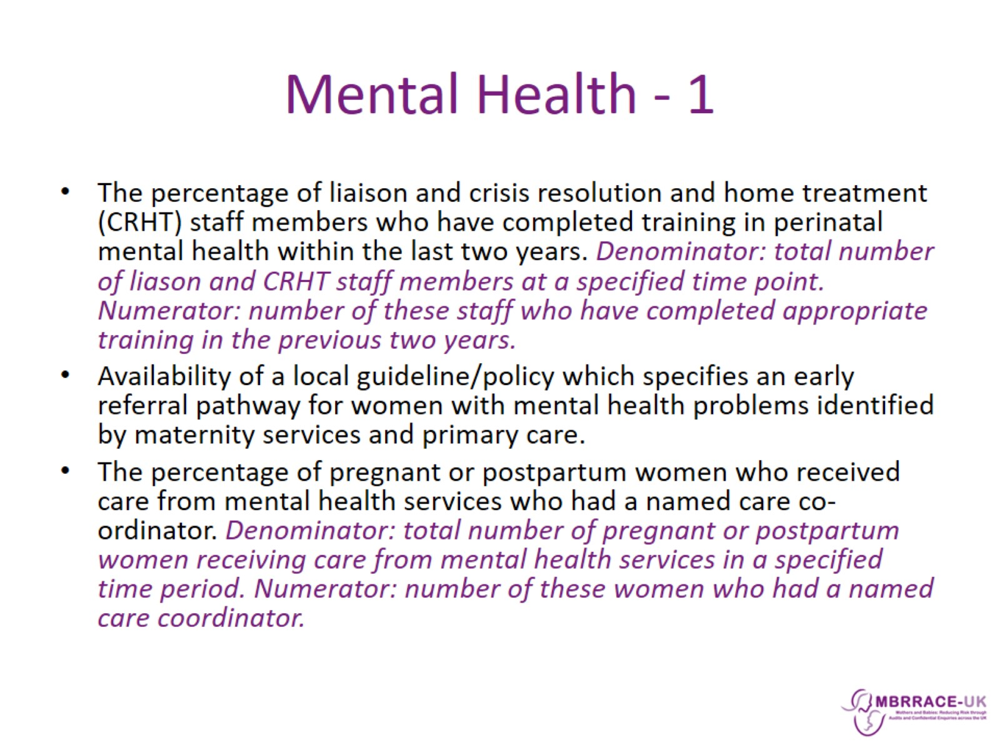 Mental Health - 1
• The percentage of liaison and crisis resolution and home treatment
(CRHT) staff members who have completed training in perinatal
mental health within the last two years. Denominator: total number
of liason and CRHT staff members at a specified time point.
Numerator: number of these staff who have completed appropriate
training in the previous two years.
• Availability of a local guideline/policy which specifies an early
referral pathway for women with mental health problems identified
by maternity services and primary care.
• The percentage of pregnant or postpartum women who received
care from mental health services who had a named care co-
ordinator. Denominator: total number of pregnant or postpartum
women receiving care from mental health services in a specified
time period. Numerator: number of these women who had a named
care coordinator.
MBRRACE-UK
Mothers and Babies: Reducing Risk through
Audits and Confidential Enquiries across the UK